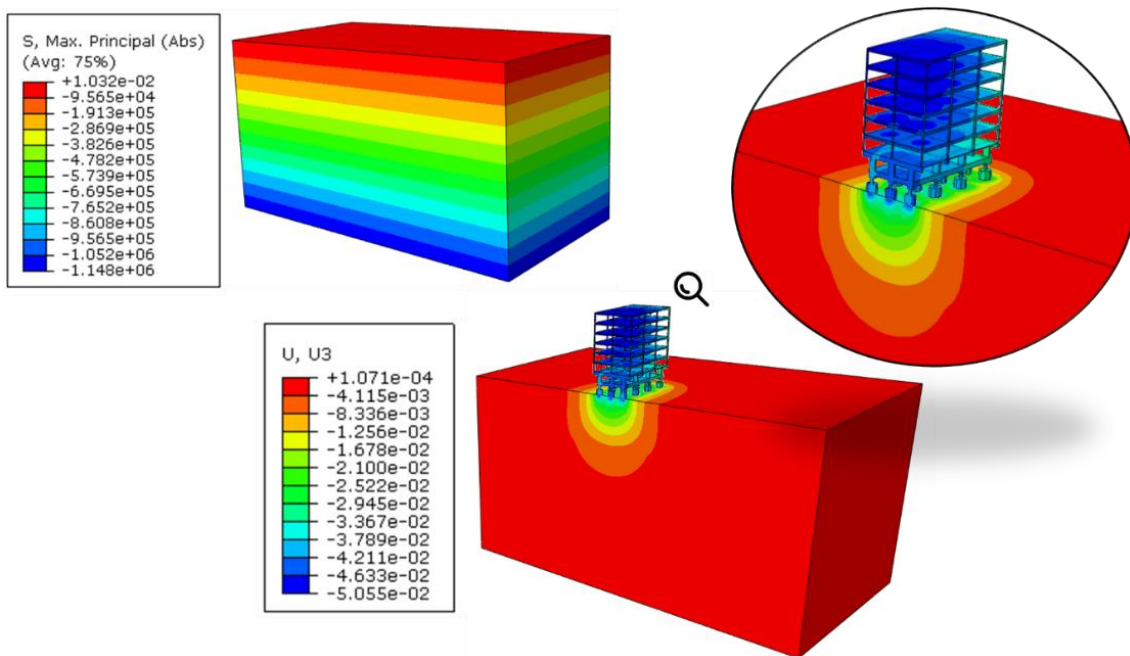 S, Max. Principal (Abs)
(Avg: 75%)
+1.032e-02
-9.565e+04
-1.913e+05
-2.869e+05
-3.826e+05
-4.782e+05
-5.739e+05
-6.695e+05
-7.652e+05
-8.608e+05
-9.565e+05
-1.052e+06
-1.148e+06
U, U3
+1.071e-04
-4.115e-03
-8.336e-03
-1.256e-02
-1.678e-02
-2.100e-02
-2.522e-02
-2.945e-02
-3.367e-02
-3.789e-02
-4.211e-02
-4.633e-02
-5.055e-02